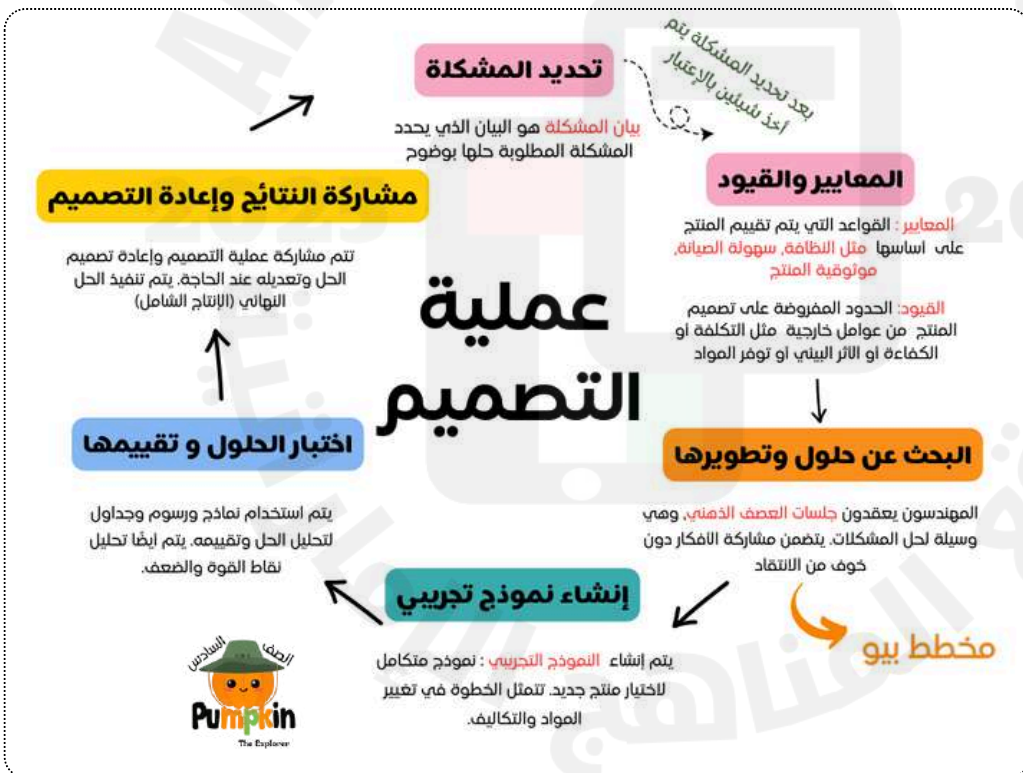 تحديد المشكلة
بيان المشكلة هو البيان الذي يحدد
المشكلة المطلوبة حلها بوضوح
بعد تحديد المشكلة يتم
أخذ شيئين بالإعتبار
المعايير والقيود
المعايير : القواعد التي يتم تقييم المنتج
على اساسها مثل النظافة, سهولة الصيانة,
موثوقية المنتج
القيود: الحدود المفروضة على تصميم
المنتج من عوامل خارجية مثل التكلفة او
الكفاءة او الأثر البيئي او توفر المواد
البحث عن حلول وتطويرها
المهندسون يعقدون جلسات العصف الذهني, وهي
وسيلة لحل المشكلات. يتضمن مشاركة الأفكار دون
خوف من الانتقاد
مخطط بيو
إنشاء نموذج تجريبي
يتم إنشاء النموذج التجريبي : نموذج متكامل
لاختيار منتج جديد. تتمثل الخطوة في تغيير
المواد والتكاليف.
اختبار الحلول و تقييمها
يتم استخدام نماذج ورسوم وجداول
لتحليل الحل وتقييمه. يتم ايضًا تحليل
نقاط القوة والضعف.
مشاركة النتائج وإعادة التصميم
تتم مشاركة عملية التصميم وإعادة تصميم
الحل وتعديله عند الحاجة. يتم تنفيذ الحل
النهائي (الإنتاج الشامل)
عملية
التصميم
الصف السادس
Pumpkin
The Explorer